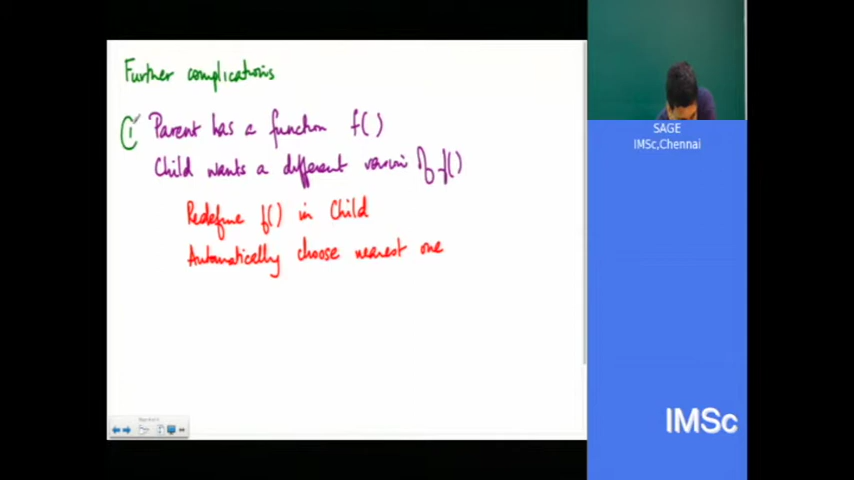 Further complications
① Parent has a function f()
Child wants a different version of f()
Redefine f() in Child
Automatically choose nearest one
SAGE
IMSc,Chennai
IMSc